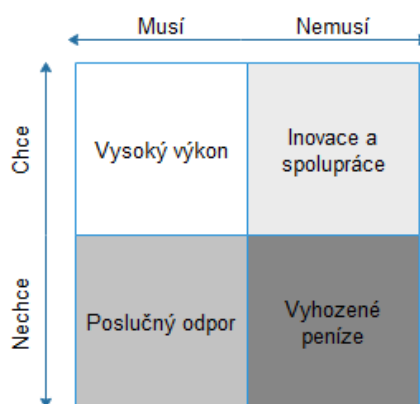 Musí
Nemusí
Chce
Vysoký výkon
Inovace a
spolupráce
Nechce
Poslučný odpor
Vyhozené
peníze